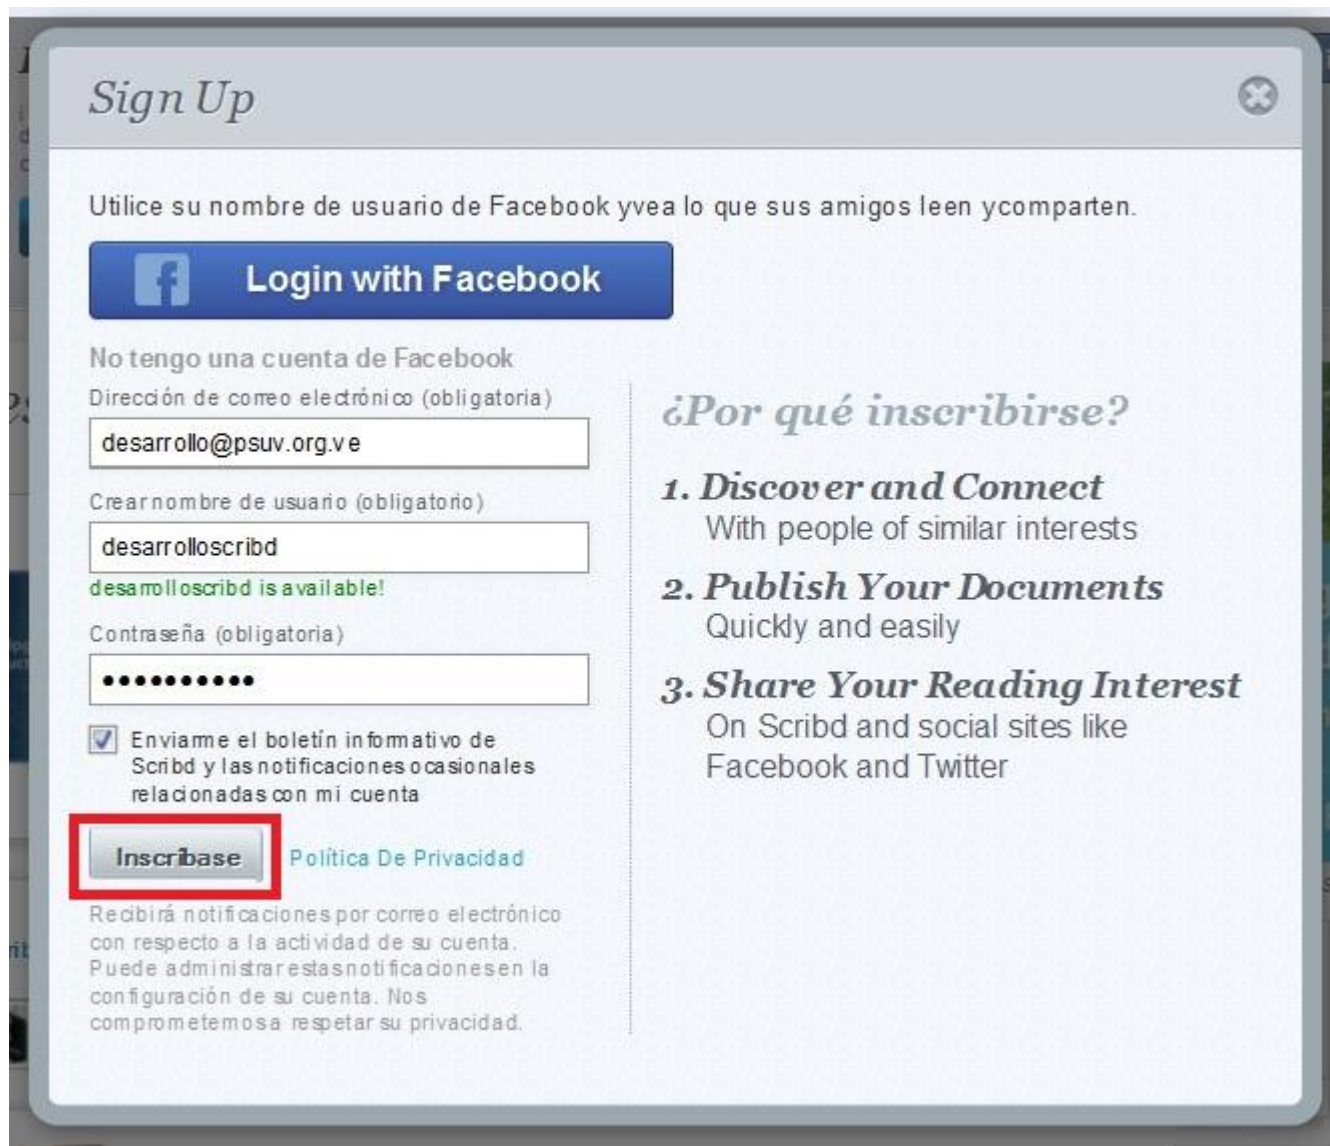 Sign Up
Utilice su nombre de usuario de Facebook yvea lo que sus amigos leen ycomparten.
f Login with Facebook
No tengo una cuenta de Facebook
Dirección de correo electrónico (obligatoria)
desarrollo@psuv.org.ve
Crear nombre de usuario (obligatorio)
desarrolloscribd
desarrolloscribd is available!
Contraseña (obligatoria)
••••••••••
Enviarme el boletín informativo de
Scribd y las notificaciones ocasionales
relacionadas con mi cuenta
Inscríbase
Política De Privacidad
Recibirá notificaciones por correo electrónico
con respecto a la actividad de su cuenta.
Puede administrar estas notificaciones en la
configuración de su cuenta. Nos
comprometemos a respetar su privacidad.
¿Por qué inscribirse?
1. Discover and Connect
With people of similar interests
2. Publish Your Documents
Quickly and easily
3. Share Your Reading Interest
On Scribd and social sites like
Facebook and Twitter